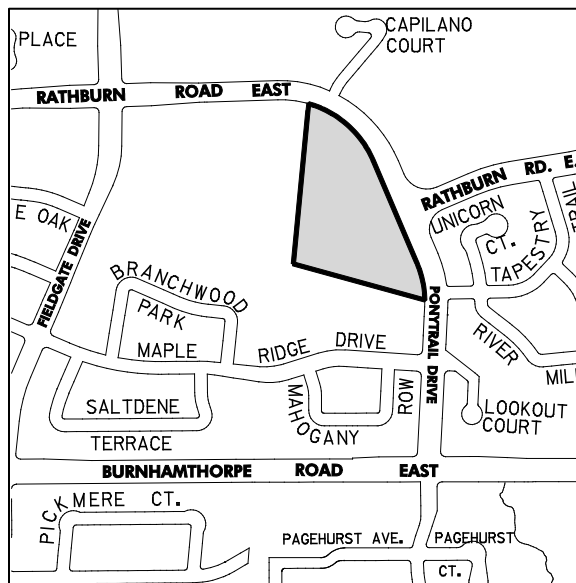 PLACE
CAPILANO
COURT
RATHBURN ROAD EAST
RATHBURN RD. E.
UNICORN
CT.
TAPESTRY
TRAIL
E OAK
FIELDGATE DRIVE
BRANCHWOOD
PARK
MAPLE RIDGE DRIVE
PONYTRAIL DRIVE
RIVER
MILL
SALTDENE
TERRACE
MAHOGANY
ROW
LOOKOUT
COURT
BURNHAMTHORPE ROAD EAST
PICKMERE CT.
PAGEHURST AVE.
PAGEHURST
CT.